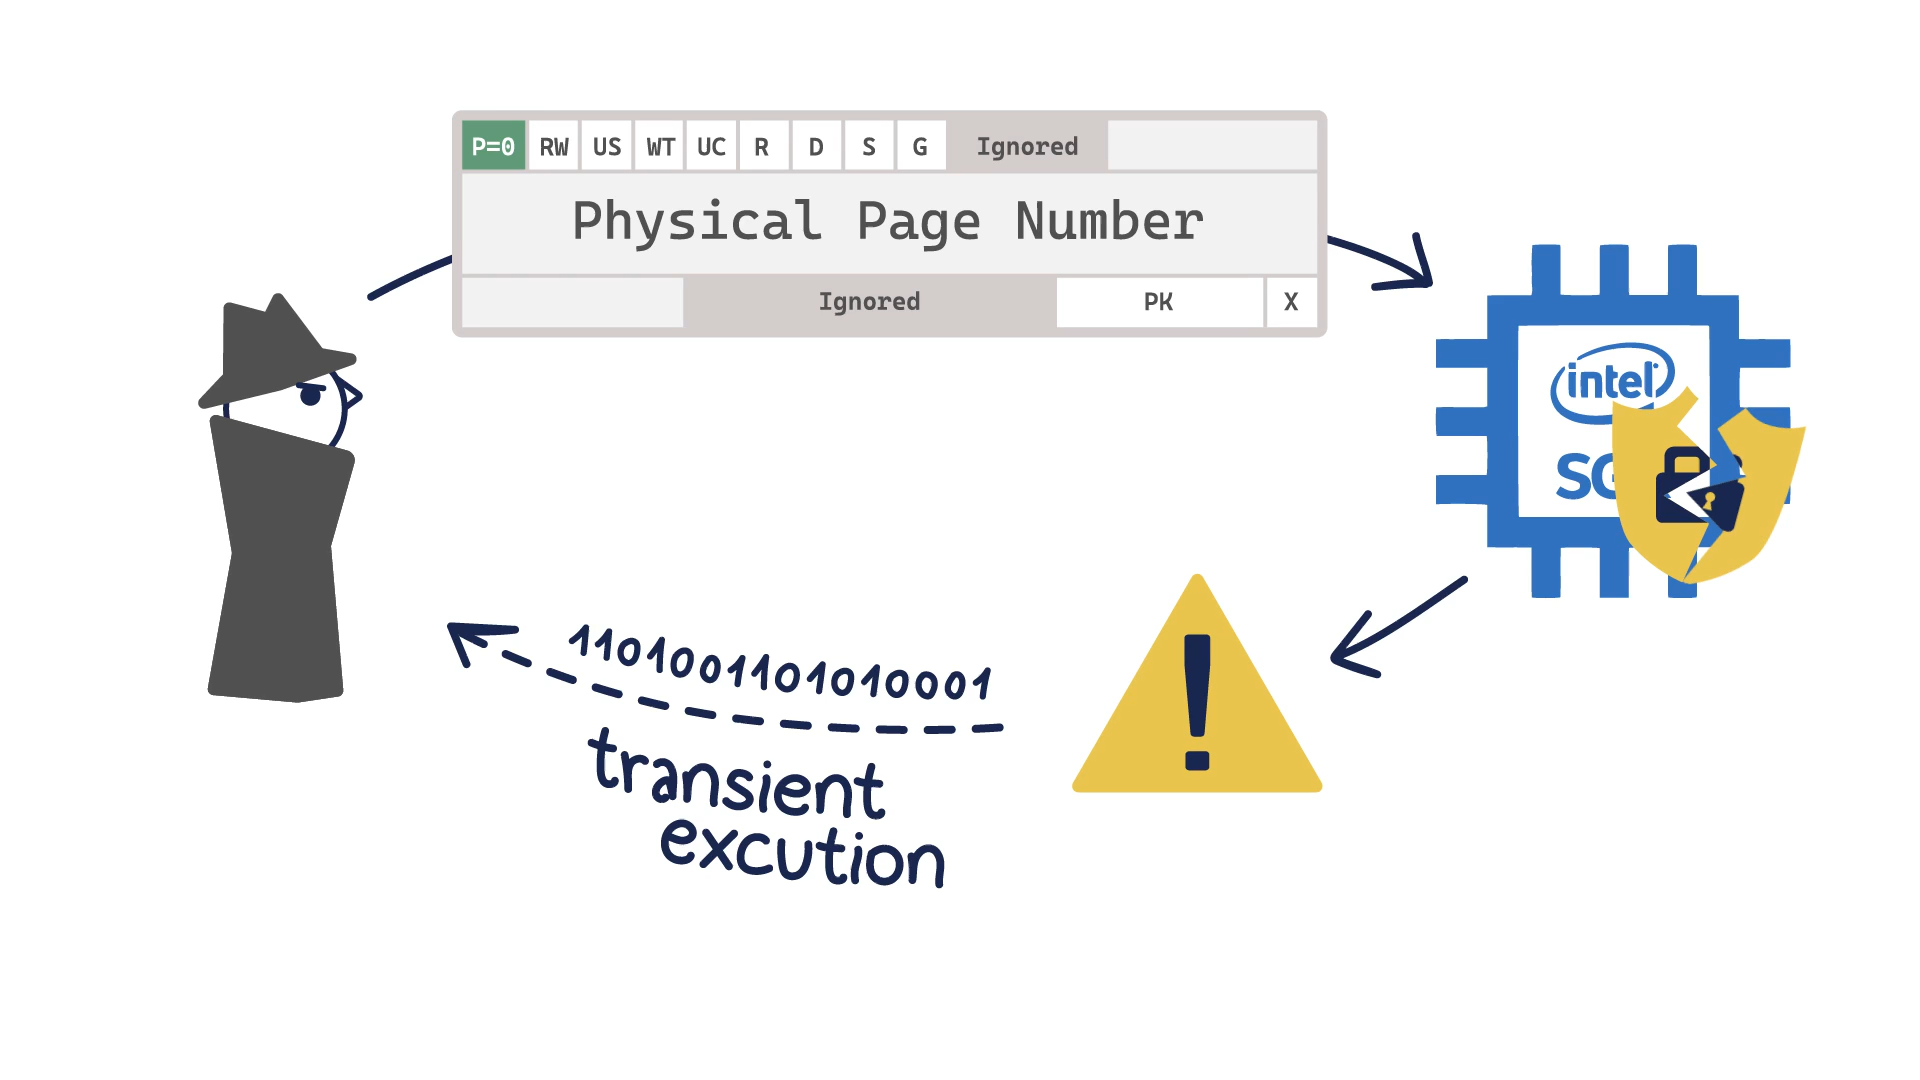 P=0 RW US WT UC R D S G Ignored
Physical Page Number
Ignored PK X
intel
SG
1101001101010001
transient
excution